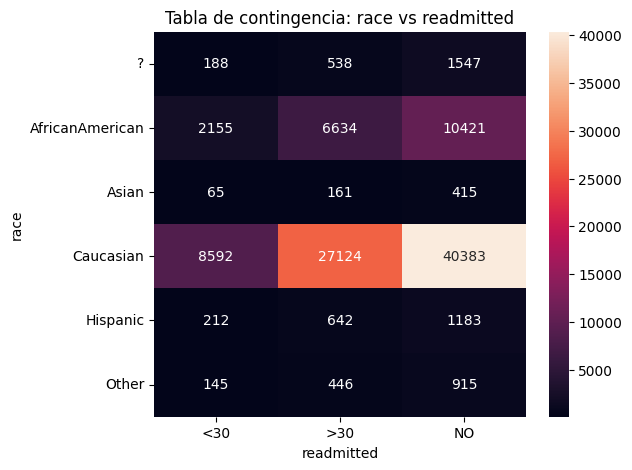 Tabla de contingencia: race vs readmitted
race
? 188 538 1547
AfricanAmerican 2155 6634 10421
Asian 65 161 415
Caucasian 8592 27124 40383
Hispanic 212 642 1183
Other 145 446 915
<30 >30 NO
readmitted
40000
35000
30000
25000
20000
15000
10000
5000